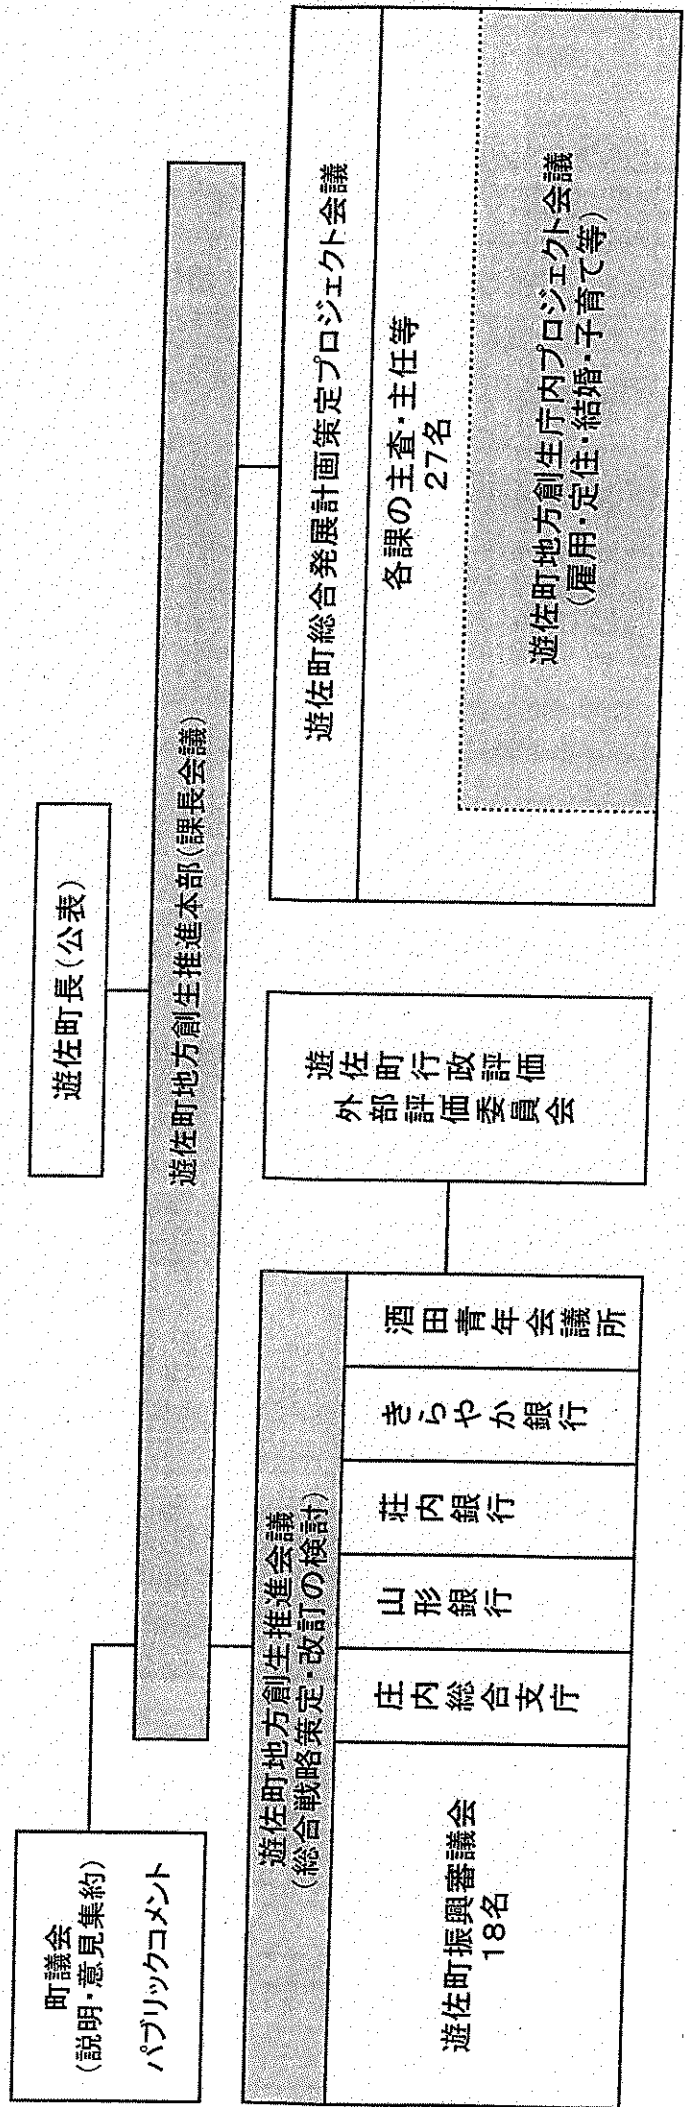 町議会
(説明・意見集約)
パブリックコメント
遊佐町長(公表)
遊佐町地方創生推進本部(課長会議)
遊佐町地方創生推進会議
(総合戦略策定・改訂の検討)
遊佐町振興審議会
18名
庄内総合支庁
山形銀行
荘内銀行
きらやか銀行
酒田青年会議所
遊佐町行政評価
外部評価委員会
遊佐町総合発展計画策定プロジェクト会議
各課の主査・主任等
27名
遊佐町地方創生庁内プロジェクト会議
(雇用・定住・結婚・子育て等)